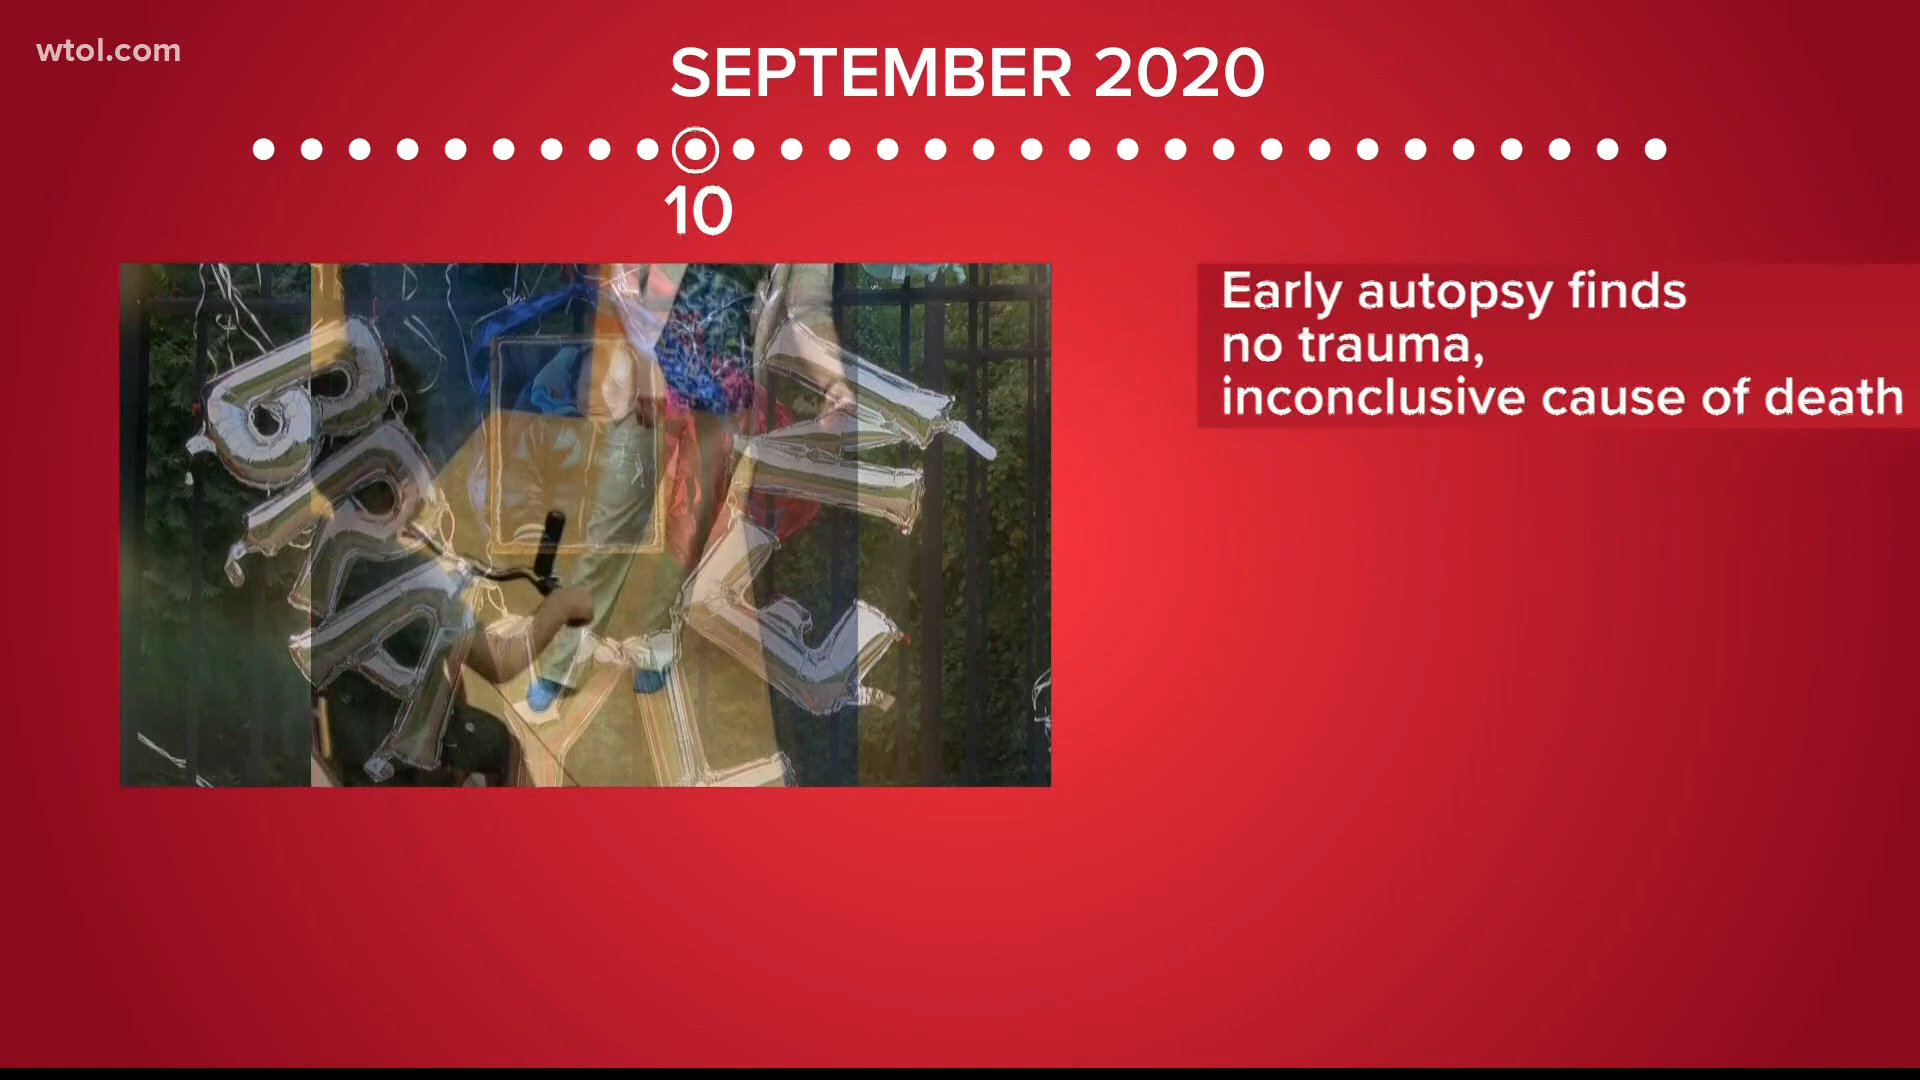 wtol.com
SEPTEMBER 2020
10
Early autopsy finds
no trauma,
inconclusive cause of death